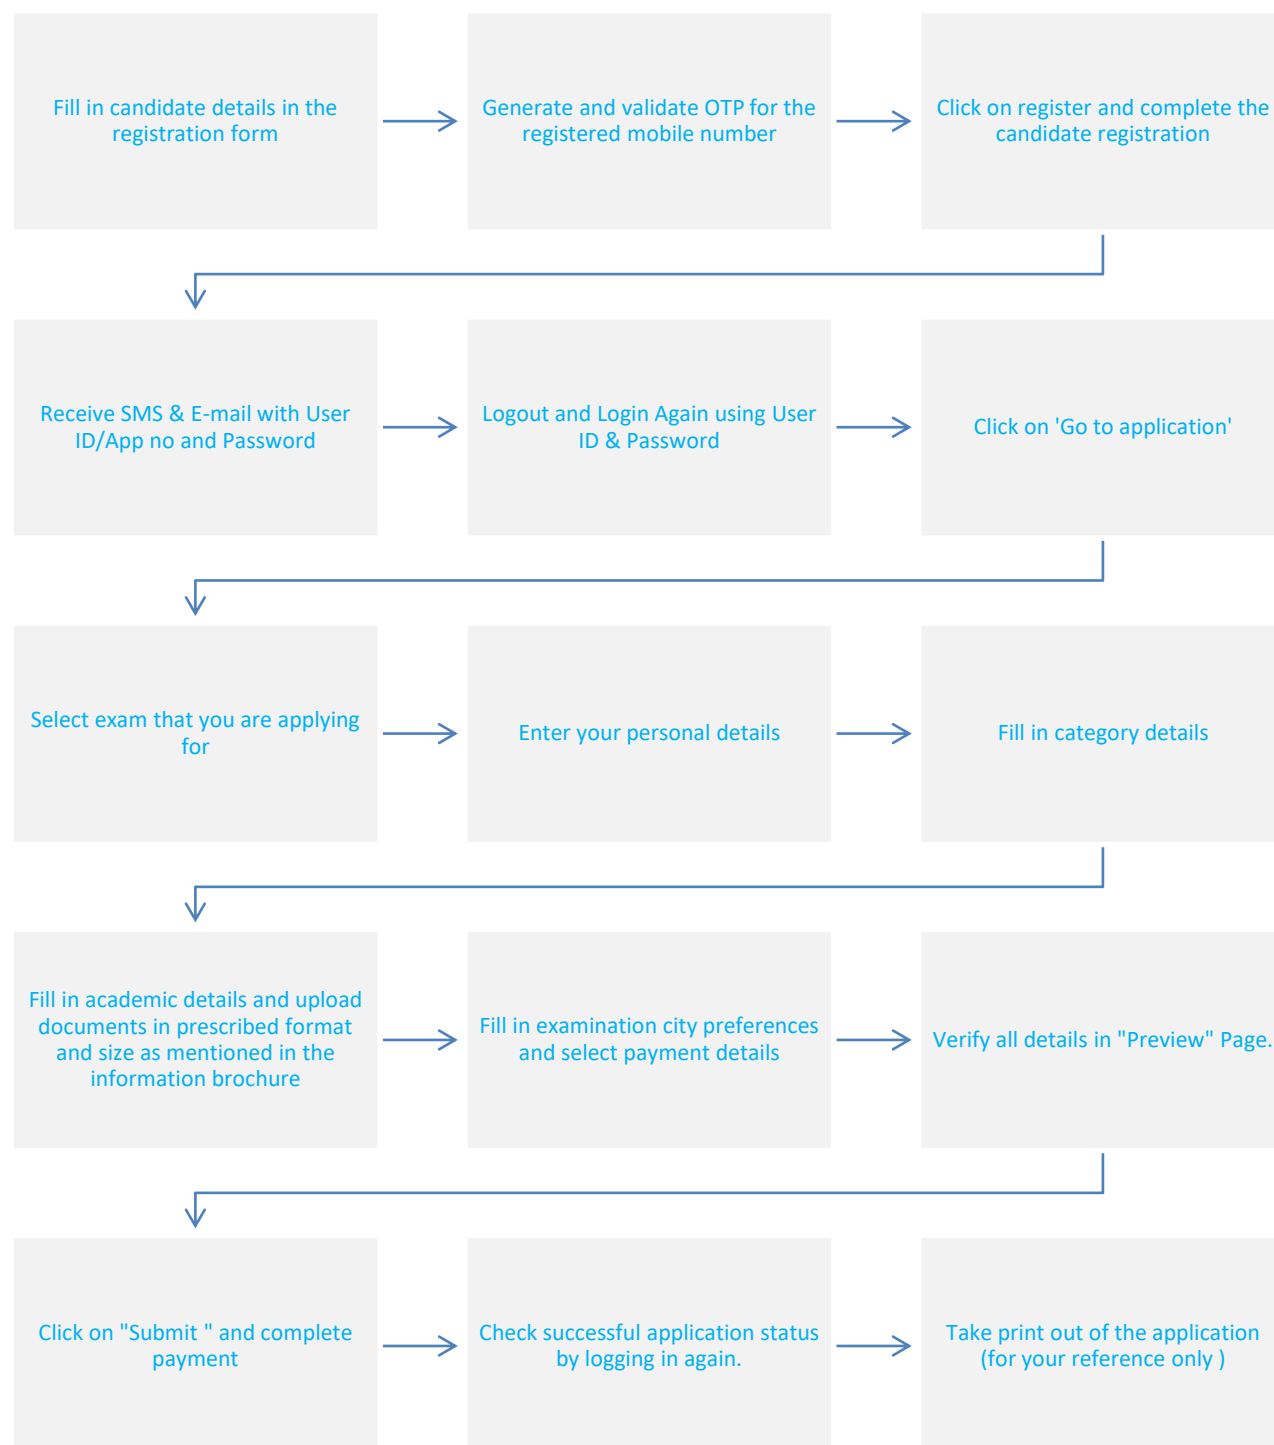 Fill in candidate details in the
registration form
Generate and validate OTP for the
registered mobile number
Click on register and complete the
candidate registration
Receive SMS & E-mail with User
ID/App no and Password
Logout and Login Again using User
ID & Password
Click on 'Go to application'
Select exam that you are applying
for
Enter your personal details
Fill in category details
Fill in academic details and upload
documents in prescribed format
and size as mentioned in the
information brochure
Fill in examination city preferences
and select payment details
Verify all details in "Preview" Page.
Click on "Submit " and complete
payment
Check successful application status
by logging in again.
Take print out of the application
(for your reference only )